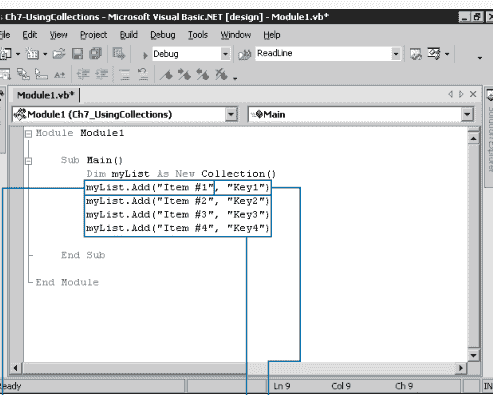 Ch7-UsingCollections - Microsoft Visual Basic.NET [design] - Module1.vb*
File Edit View Project Build Debug Tools Window Help
Debug ReadLine
Module1.vb*
Module1 (Ch7_UsingCollections) Main
Module Module1
Sub Main()
Dim myList As New Collection()
myList.Add("Item #1", "Key1")
myList.Add("Item #2", "Key2")
myList.Add("Item #3", "Key3")
myList.Add("Item #4", "Key4")
End Sub
End Module
Ready Ln 9 Col 9 Ch 9 IN